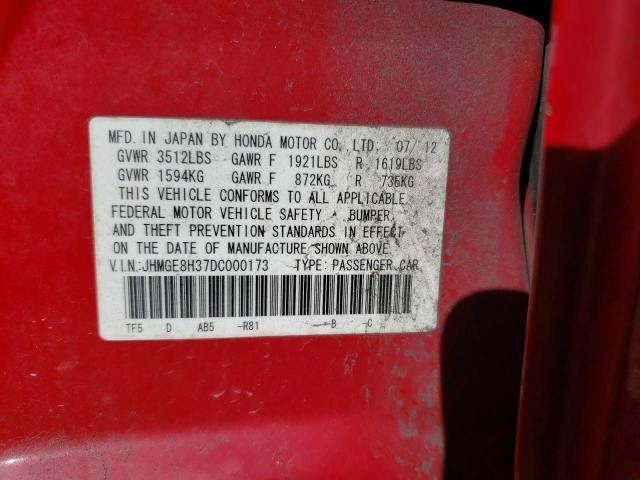 MFD. IN JAPAN BY HONDA MOTOR CO., LTD. 07/12
GVWR 3512LBS GAWR F 1921LBS R 1619LBS
GVWR 1594KG GAWR F 872KG R 735KG
THIS VEHICLE CONFORMS TO ALL APPLICABLE
FEDERAL MOTOR VEHICLE SAFETY, BUMPER,
AND THEFT PREVENTION STANDARDS IN EFFECT
ON THE DATE OF MANUFACTURE SHOWN ABOVE.
V.I.N.:JHMGE8H37DC000173 TYPE: PASSENGER CAR
TF5 D AB5 -R81 -B -C